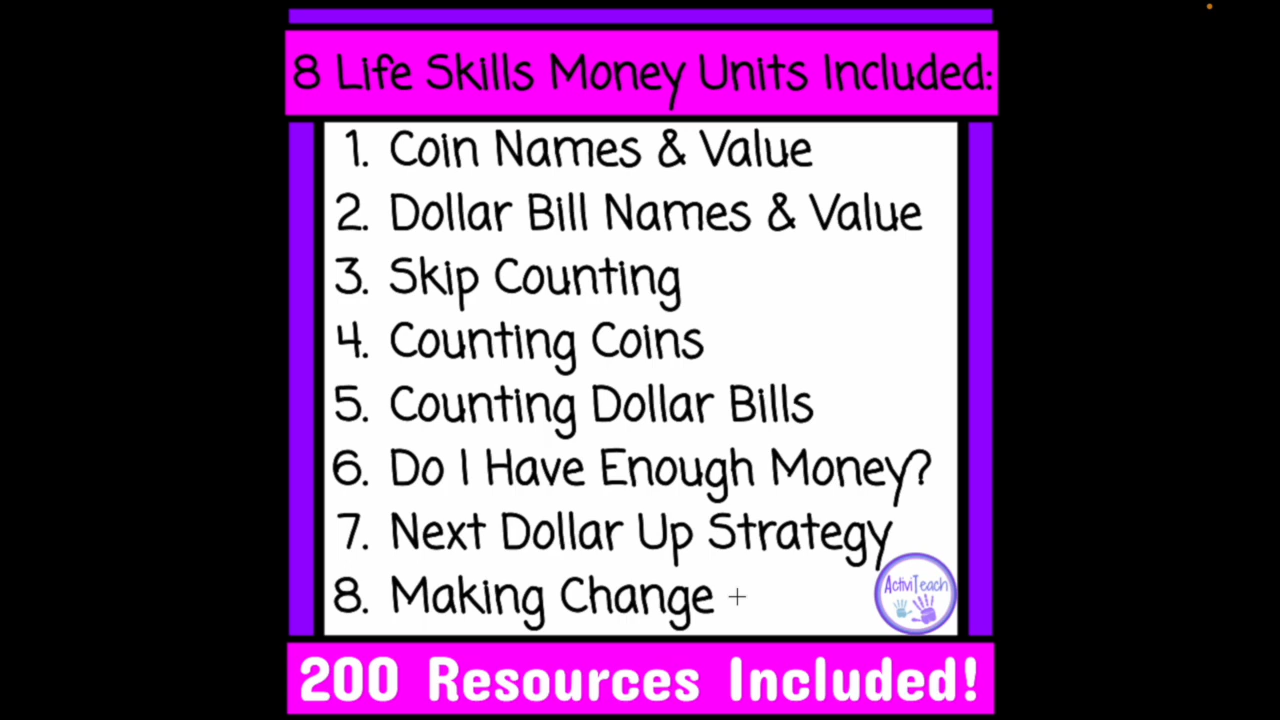 8 Life Skills Money Units Included:
1. Coin Names & Value
2. Dollar Bill Names & Value
3. Skip Counting
4. Counting Coins
5. Counting Dollar Bills
6. Do I Have Enough Money?
7. Next Dollar Up Strategy
8. Making Change
ActiviTeach
200 Resources Included!